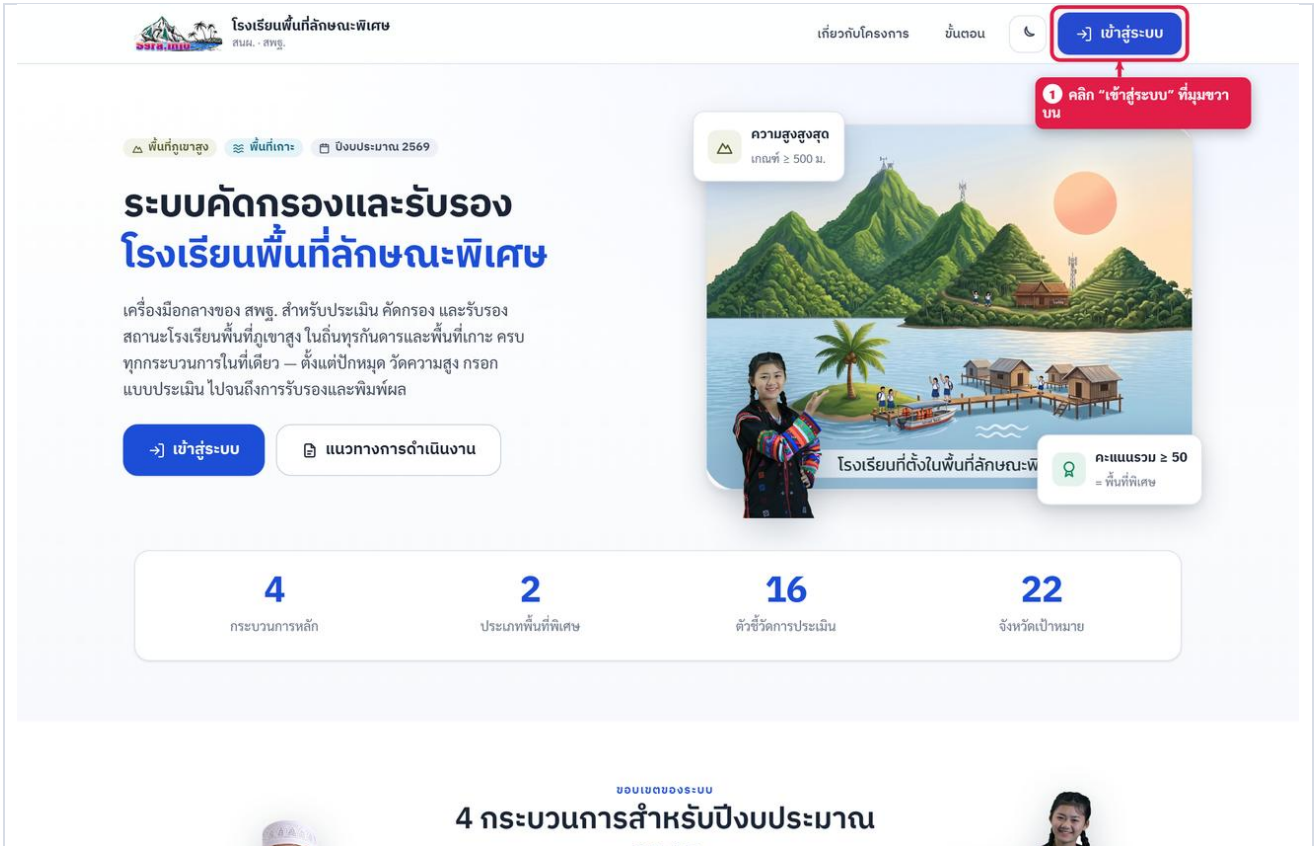 โรงเรียนพื้นที่ลักษณะพิเศษ
สนผ. - สพฐ.
เกี่ยวกับโครงการ
ขั้นตอน
เข้าสู่ระบบ
1 คลิก "เข้าสู่ระบบ" ที่มุมขวา
บน
พื้นที่ภูเขาสูง
พื้นที่เกาะ
ปีงบประมาณ 2569
ระบบคัดกรองและรับรอง
โรงเรียนพื้นที่ลักษณะพิเศษ
เครื่องมือกลางของ สพฐ. สำหรับประเมิน คัดกรอง และรับรอง
สถานะโรงเรียนพื้นที่ภูเขาสูง ในถิ่นทุรกันดารและพื้นที่เกาะ ครบ
ทุกกระบวนการในที่เดียว — ตั้งแต่ปักหมุด วัดความสูง กรอก
แบบประเมิน ไปจนถึงการรับรองและพิมพ์ผล
เข้าสู่ระบบ
แนวทางการดำเนินงาน
ความสูงสูงสุด
เกณฑ์ ≥ 500 ม.
โรงเรียนที่ตั้งในพื้นที่ลักษณะพิ
คะแนนรวม ≥ 50
= พื้นที่พิเศษ
4
กระบวนการหลัก
2
ประเภทพื้นที่พิเศษ
16
ตัวชี้วัดการประเมิน
22
จังหวัดเป้าหมาย
ขอบเขตของระบบ
4 กระบวนการสำหรับปีงบประมาณ